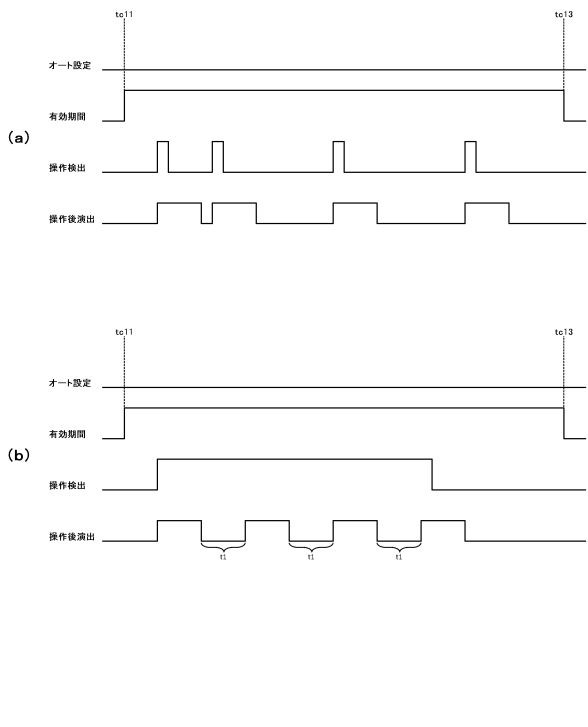 tc11 tc13
オート設定
有効期間
(a)
操作検出
操作後演出
tc11 tc13
オート設定
有効期間
(b)
操作検出
操作後演出
t1 t1 t1